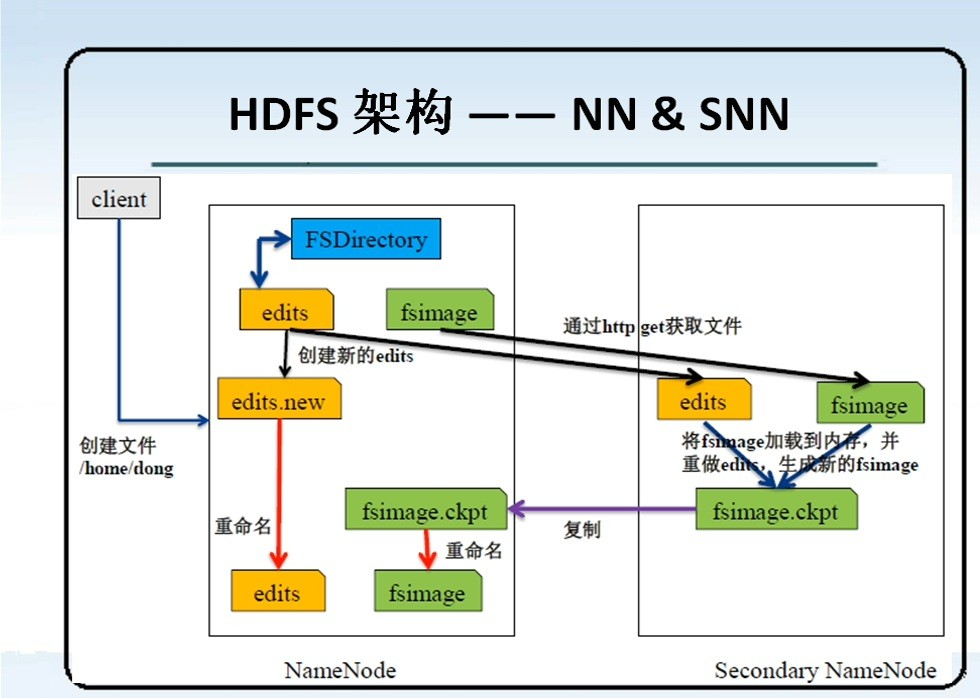 HDFS 架构 —— NN & SNN
client
FSDirectory
edits
fsimage
通过http get获取文件
创建新的edits
edits.new
edits
fsimage
创建文件
/home/dong
将fsimage加载到内存，并
重做edits，生成新的fsimage
fsimage.ckpt
fsimage.ckpt
重命名
复制
重命名
edits
fsimage
NameNode
Secondary NameNode